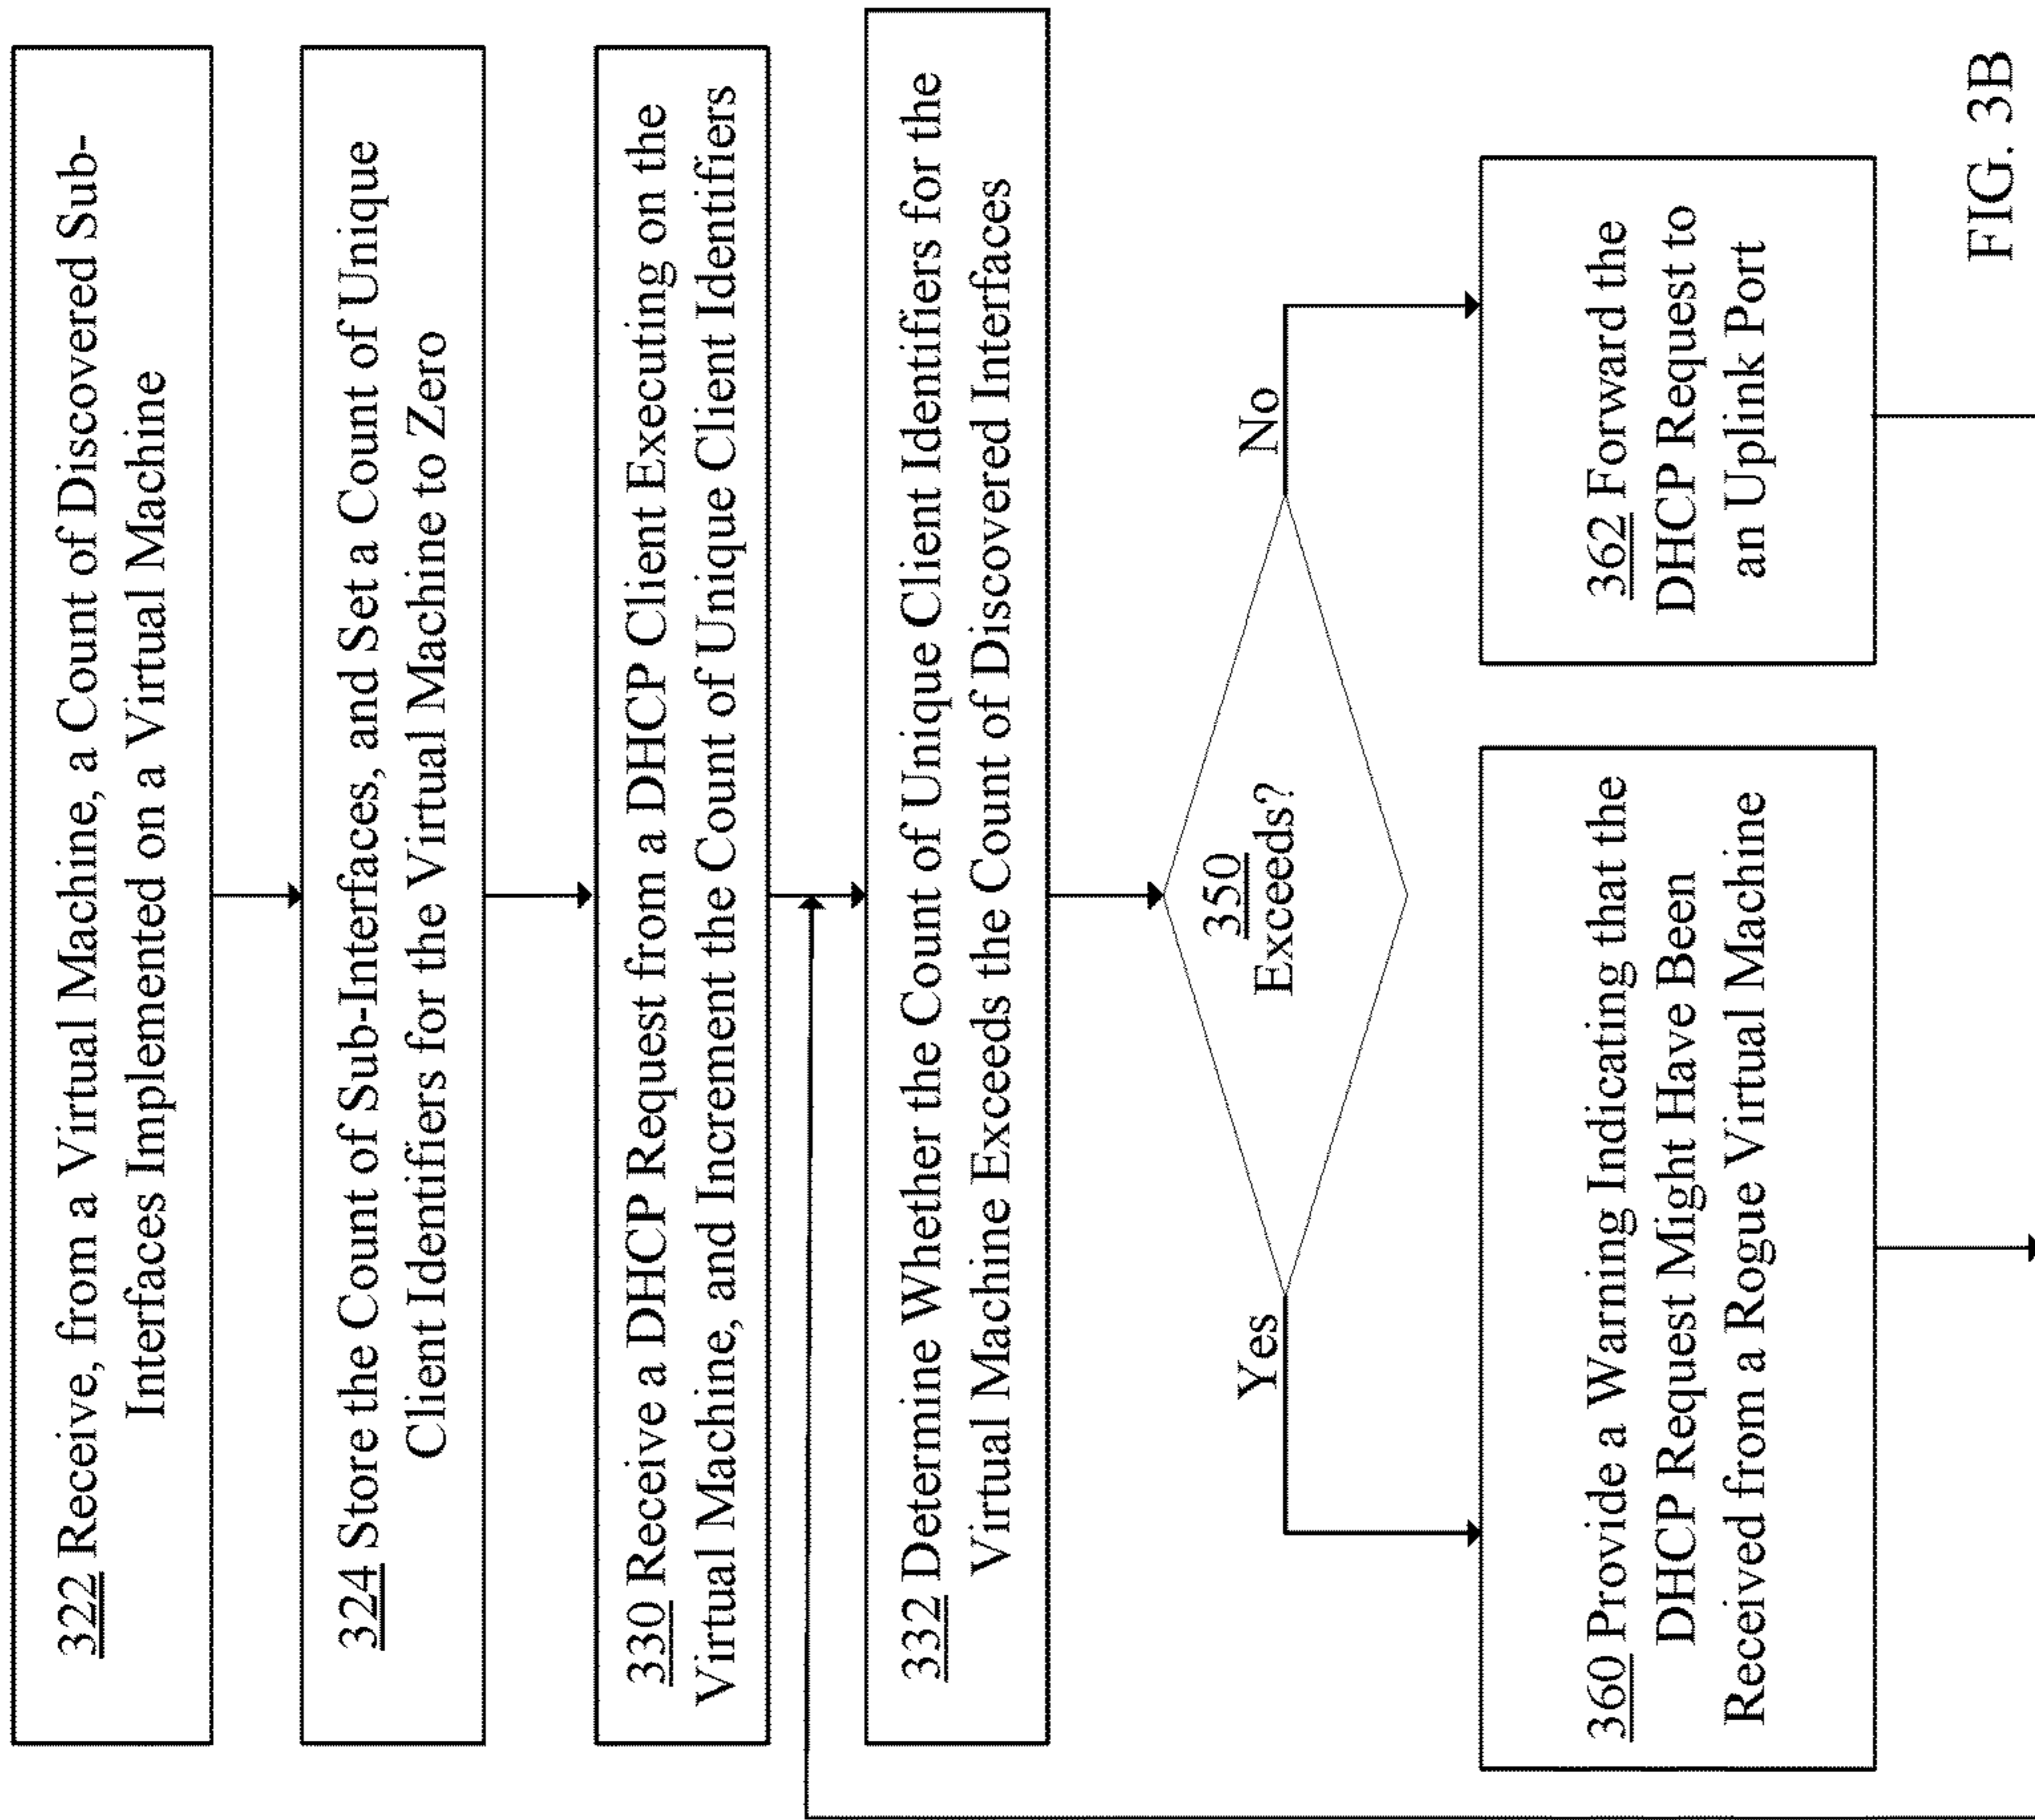 322 Receive, from a Virtual Machine, a Count of Discovered Sub-
Interfaces Implemented on a Virtual Machine
324 Store the Count of Sub-Interfaces, and Set a Count of Unique
Client Identifiers for the Virtual Machine to Zero
330 Receive a DHCP Request from a DHCP Client Executing on the
Virtual Machine, and Increment the Count of Unique Client Identifiers
332 Determine Whether the Count of Unique Client Identifiers for the
Virtual Machine Exceeds the Count of Discovered Interfaces
350
Exceeds?
Yes
No
360 Provide a Warning Indicating that the
DHCP Request Might Have Been
Received from a Rogue Virtual Machine
362 Forward the
DHCP Request to
an Uplink Port
FIG. 3B